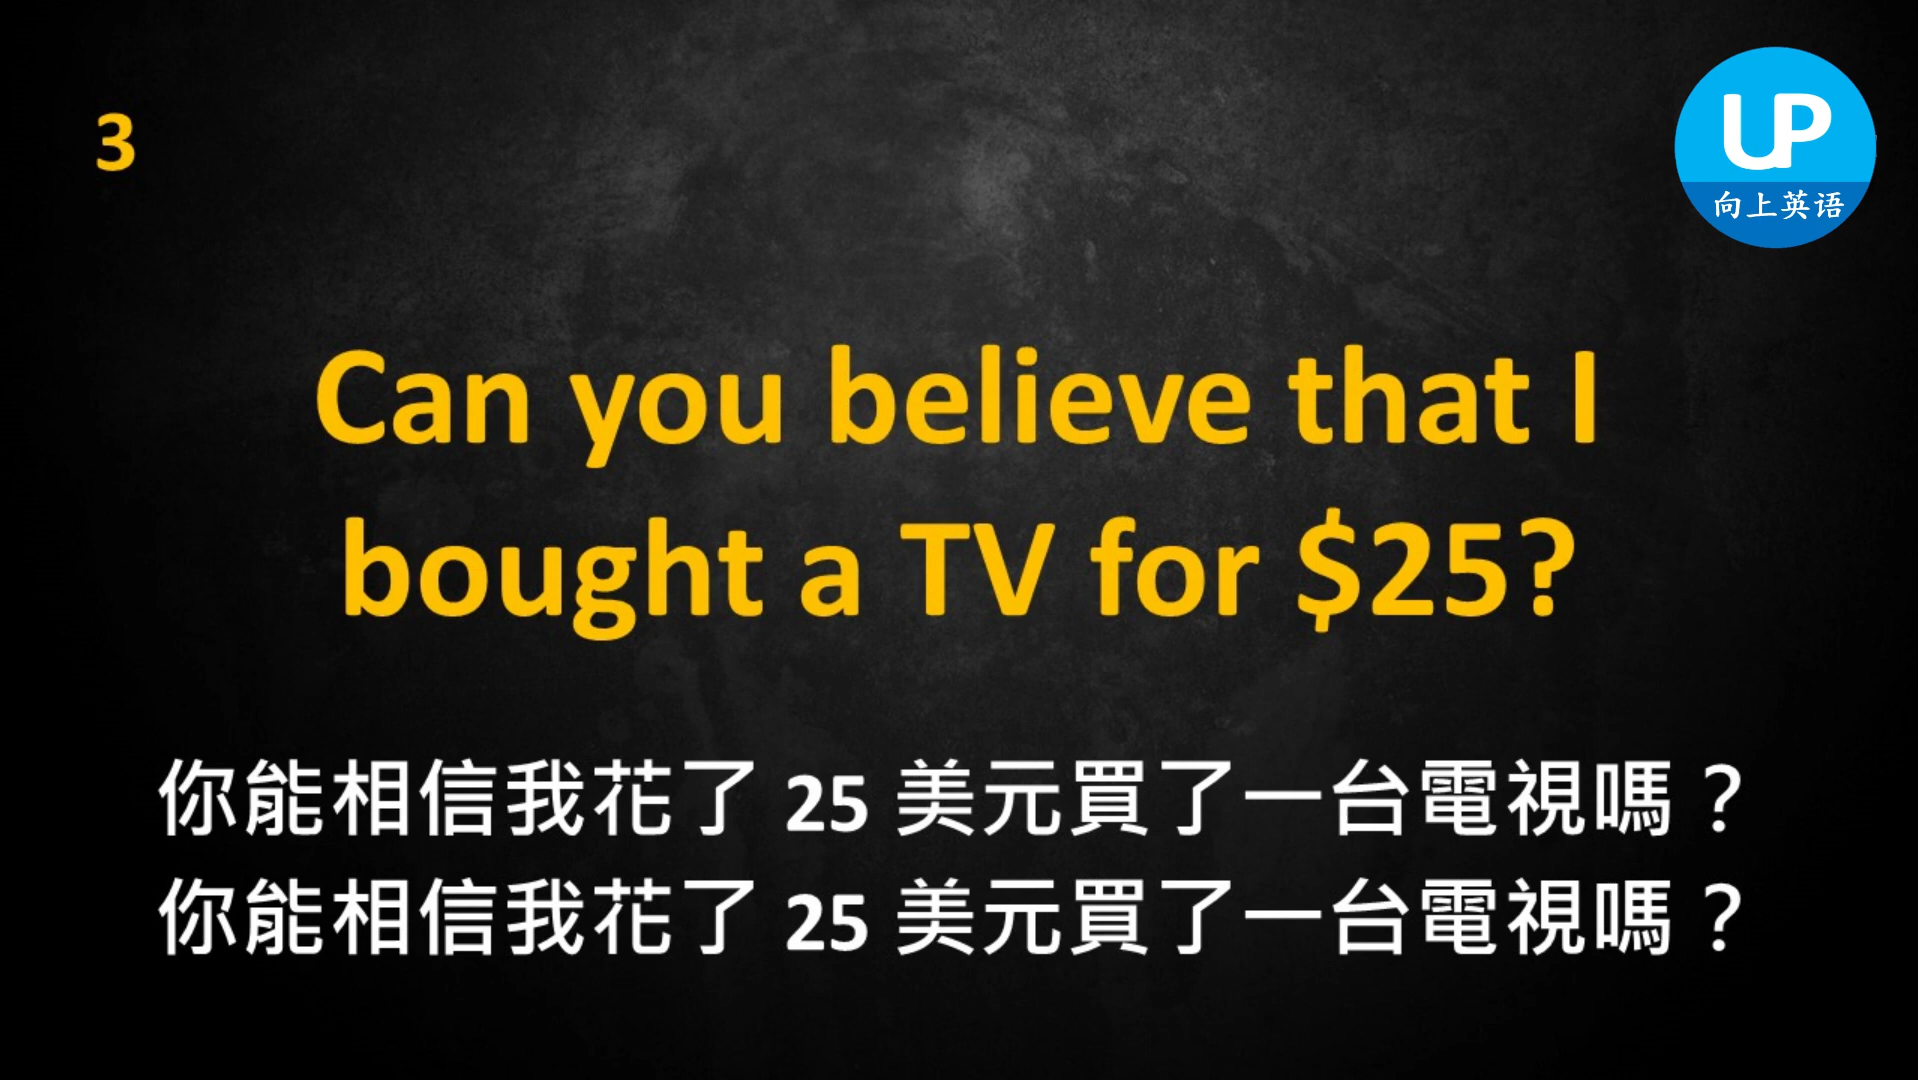 3
UP
向上英语
Can you believe that I
bought a TV for $25?
你能相信我花了 25 美元買了一台電視嗎？
你能相信我花了 25 美元買了一台電視嗎？